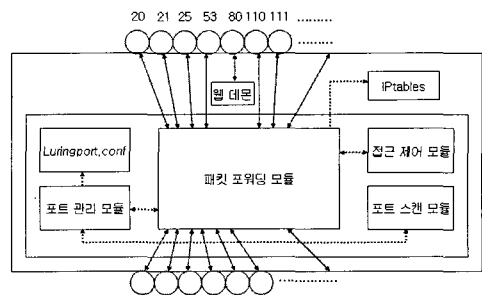 20 21 25 53 80 110 111 .........
..........
웹 데몬
IPtables
Luringport.conf
패킷 포워딩 모듈
접근 제어 모듈
포트 관리 모듈
포트 스캔 모듈